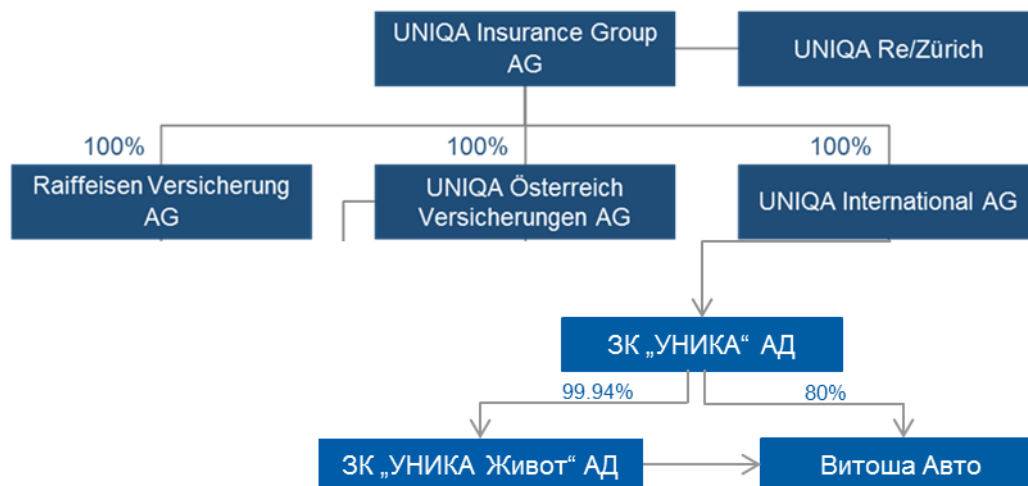 UNIQA Insurance Group
AG
UNIQA Re/Zürich
100%
100%
100%
Raiffeisen Versicherung
AG
UNIQA Österreich
Versicherungen AG
UNIQA International AG
ЗК „УНИКА“ АД
99.94%
80%
ЗК „УНИКА Живот“ АД
Витоша Авто